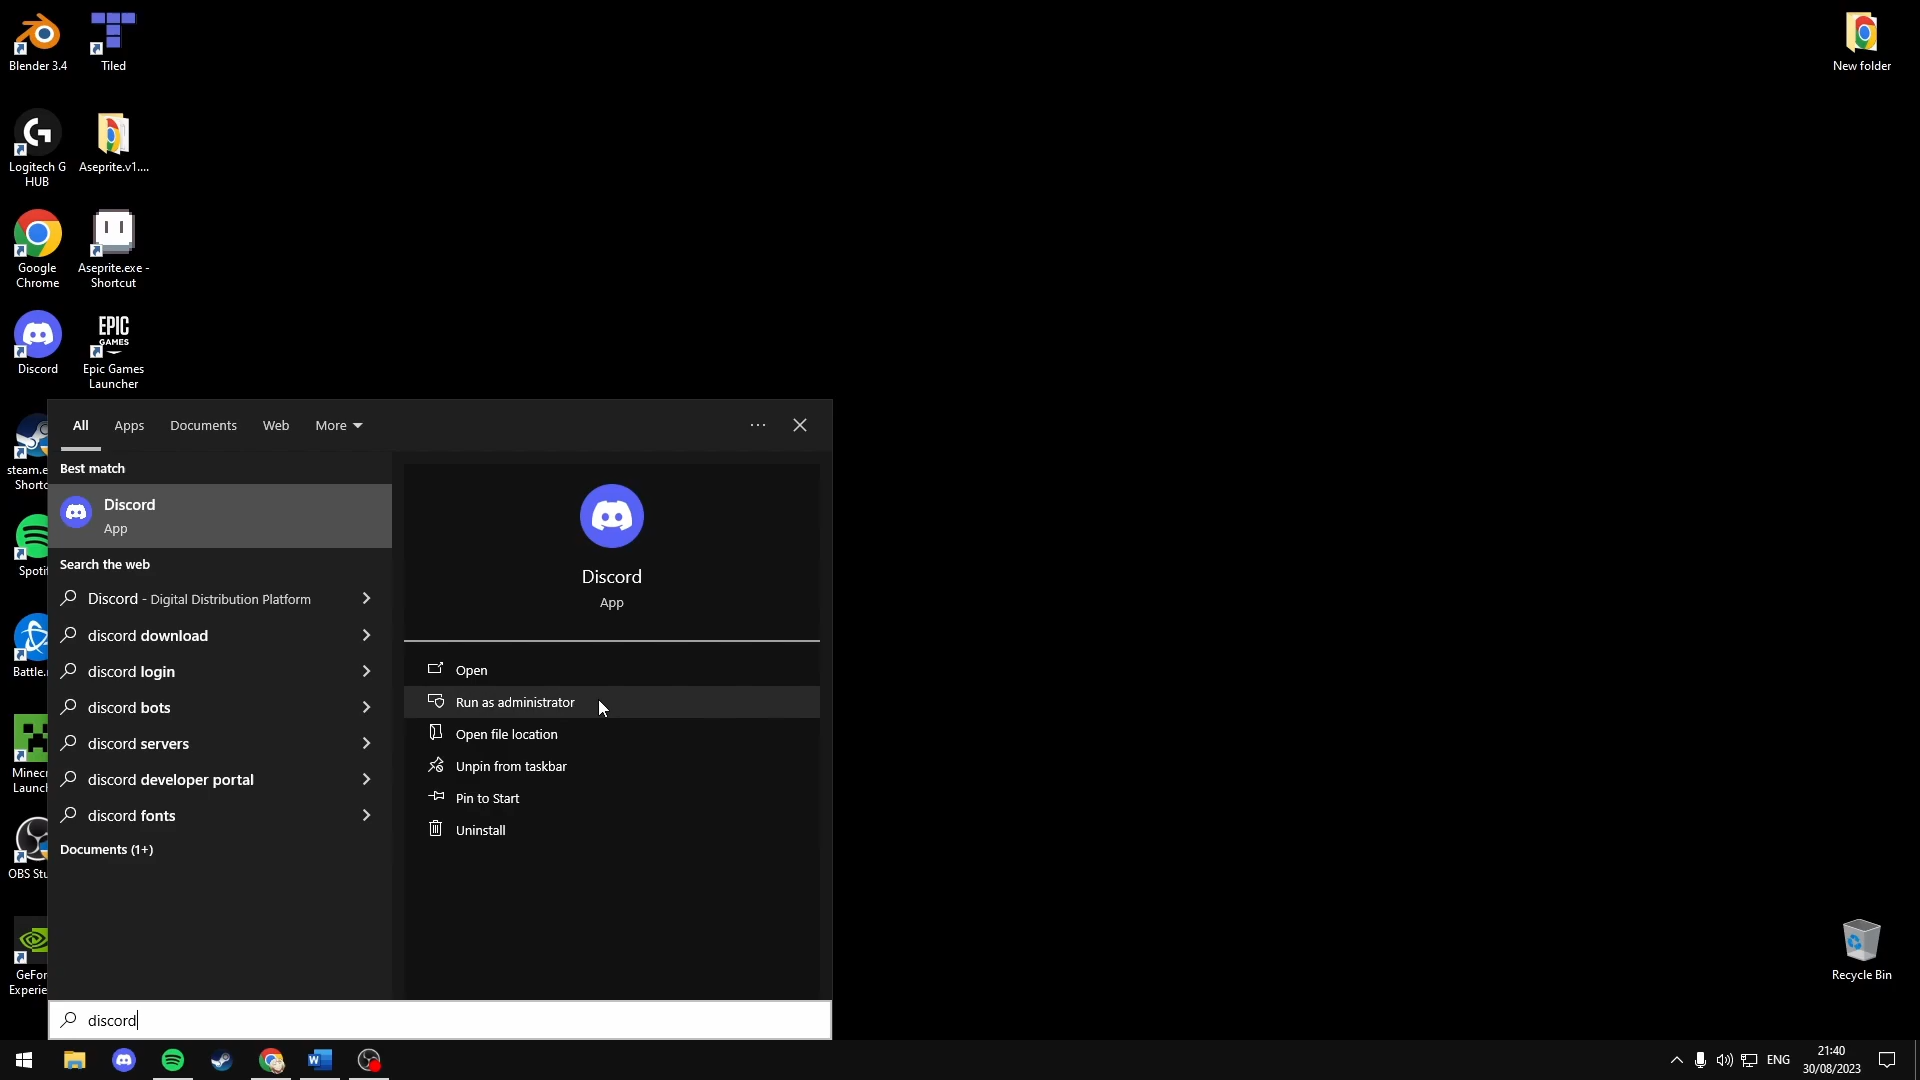 Blender 3.4
Tiled
New folder
Logitech G
HUB
Aseprite.v1....
Google
Chrome
Aseprite.exe -
Shortcut
Discord
EPIC
GAMES
Epic Games
Launcher
steam.e
Shortc
Spotif
Battle.
Minecr
Launc
OBS Stu
GeFor
Experie
All
Apps
Documents
Web
More
Best match
Discord
App
Search the web
Discord - Digital Distribution Platform
discord download
discord login
discord bots
discord servers
discord developer portal
discord fonts
Documents (1+)
Discord
App
Open
Run as administrator
Open file location
Unpin from taskbar
Pin to Start
Uninstall
discord
Recycle Bin
ENG
21:40
30/08/2023